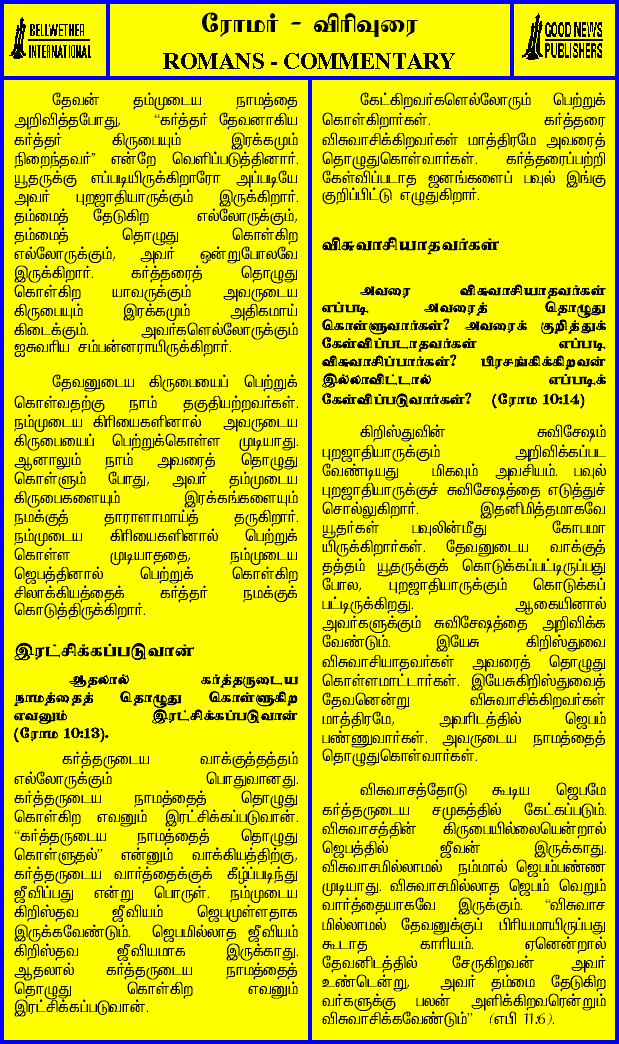 BELLWETHER
INTERNATIONAL
ரோமர் - விரிவுரை
ROMANS - COMMENTARY
GOOD NEWS
PUBLISHERS
தேவன் தம்முடைய நாமத்தை
அறிவித்தபோது, "கர்த்தர் தேவனாகிய
கர்த்தர் கிருபையும் இரக்கமும்
நிறைந்தவர்" என்றே வெளிப்படுத்தினார்.
யூதருக்கு எப்படியிருக்கிறாரோ அப்படியே
அவர் புறஜாதியாருக்கும் இருக்கிறார்.
தம்மைத் தேடுகிற எல்லோருக்கும்,
தம்மைத் தொழுது கொள்கிற
எல்லோருக்கும், அவர் ஒன்றுபோலவே
இருக்கிறார். கர்த்தரைத் தொழுது
கொள்கிற யாவருக்கும் அவருடைய
கிருபையும் இரக்கமும் அதிகமாய்
கிடைக்கும். அவர்களெல்லோருக்கும்
ஐசுவரிய சம்பன்னராயிருக்கிறார்.
தேவனுடைய கிருபையைப் பெற்றுக்
கொள்வதற்கு நாம் தகுதியற்றவர்கள்.
நம்முடைய கிரியைகளினால் அவருடைய
கிருபையைப் பெற்றுக்கொள்ள முடியாது.
ஆனாலும் நாம் அவரைத் தொழுது
கொள்ளும் போது, அவர் தம்முடைய
கிருபைகளையும் இரக்கங்களையும்
நமக்குத் தாராளமாய்த் தருகிறார்.
நம்முடைய கிரியைகளினால் பெற்றுக்
கொள்ள முடியாததை, நம்முடைய
ஜெபத்தினால் பெற்றுக் கொள்கிற
சிலாக்கியத்தைக் கர்த்தர் நமக்குக்
கொடுத்திருக்கிறார்.
இரட்சிக்கப்படுவான்
ஆதலால் கர்த்தருடைய
நாமத்தைத் தொழுது கொள்ளுகிற
எவனும் இரட்சிக்கப்படுவான்
(ரோம 10:13).
கர்த்தருடைய வாக்குத்தத்தம்
எல்லோருக்கும் பொதுவானது.
கர்த்தருடைய நாமத்தைத் தொழுது
கொள்கிற எவனும் இரட்சிக்கப்படுவான்.
"கர்த்தருடைய நாமத்தைத் தொழுது
கொள்ளுதல்" என்னும் வாக்கியத்திற்கு,
கர்த்தருடைய வார்த்தைக்குக் கீழ்ப்படிந்து
ஜீவிப்பது என்று பொருள். நம்முடைய
கிறிஸ்தவ ஜீவியம் ஜெபமுள்ளதாக
இருக்கவேண்டும். ஜெபமில்லாத ஜீவியம்
கிறிஸ்தவ ஜீவியமாக இருக்காது.
ஆதலால் கர்த்தருடைய நாமத்தைத்
தொழுது கொள்கிற எவனும்
இரட்சிக்கப்படுவான்.
கேட்கிறவர்களெல்லோரும் பெற்றுக்
கொள்கிறார்கள். கர்த்தரை
விசுவாசிக்கிறவர்கள் மாத்திரமே அவரைத்
தொழுதுகொள்வார்கள். கர்த்தரைப்பற்றி
கேள்விப்படாத ஜனங்களைப் பவுல் இங்கு
குறிப்பிட்டு எழுதுகிறார்.
விசுவாசியாதவர்கள்
அவரை விசுவாசியாதவர்கள்
எப்படி அவரைத் தொழுது
கொள்ளுவார்கள்? அவரைக் குறித்துக்
கேள்விப்படாதவர்கள் எப்படி
விசுவாசிப்பார்கள்? பிரசங்கிக்கிறவன்
இல்லாவிட்டால் எப்படிக்
கேள்விப்படுவார்கள்? (ரோம 10:14)
கிறிஸ்துவின் சுவிசேஷம்
புறஜாதியாருக்கும் அறிவிக்கப்பட
வேண்டியது மிகவும் அவசியம். பவுல்
புறஜாதியாருக்குச் சுவிசேஷத்தை எடுத்துச்
சொல்லுகிறார். இதனிமித்தமாகவே
யூதர்கள் பவுலின்மீது கோபமா
யிருக்கிறார்கள். தேவனுடைய வாக்குத்
தத்தம் யூதருக்குக் கொடுக்கப்பட்டிருப்பது
போல, புறஜாதியாருக்கும் கொடுக்கப்
பட்டிருக்கிறது. ஆகையினால்
அவர்களுக்கும் சுவிசேஷத்தை அறிவிக்க
வேண்டும். இயேசு கிறிஸ்துவை
விசுவாசியாதவர்கள் அவரைத் தொழுது
கொள்ளமாட்டார்கள். இயேசுகிறிஸ்துவைத்
தேவனென்று விசுவாசிக்கிறவர்கள்
மாத்திரமே, அவரிடத்தில் ஜெபம்
பண்ணுவார்கள். அவருடைய நாமத்தைத்
தொழுதுகொள்வார்கள்.
விசுவாசத்தோடு கூடிய ஜெபமே
கர்த்தருடைய சமுகத்தில் கேட்கப்படும்.
விசுவாசத்தின் கிருபையில்லையென்றால்
ஜெபத்தில் ஜீவன் இருக்காது.
விசுவாசமில்லாமல் நம்மால் ஜெபம்பண்ண
முடியாது. விசுவாசமில்லாத ஜெபம் வெறும்
வார்த்தையாகவே இருக்கும். "விசுவாச
மில்லாமல் தேவனுக்குப் பிரியமாயிருப்பது
கூடாத காரியம். ஏனென்றால்
தேவனிடத்தில் சேருகிறவன் அவர்
உண்டென்று, அவர் தம்மை தேடுகிற
வர்களுக்கு பலன் அளிக்கிறவரென்றும்
விசுவாசிக்கவேண்டும்" (எபி 11:6).